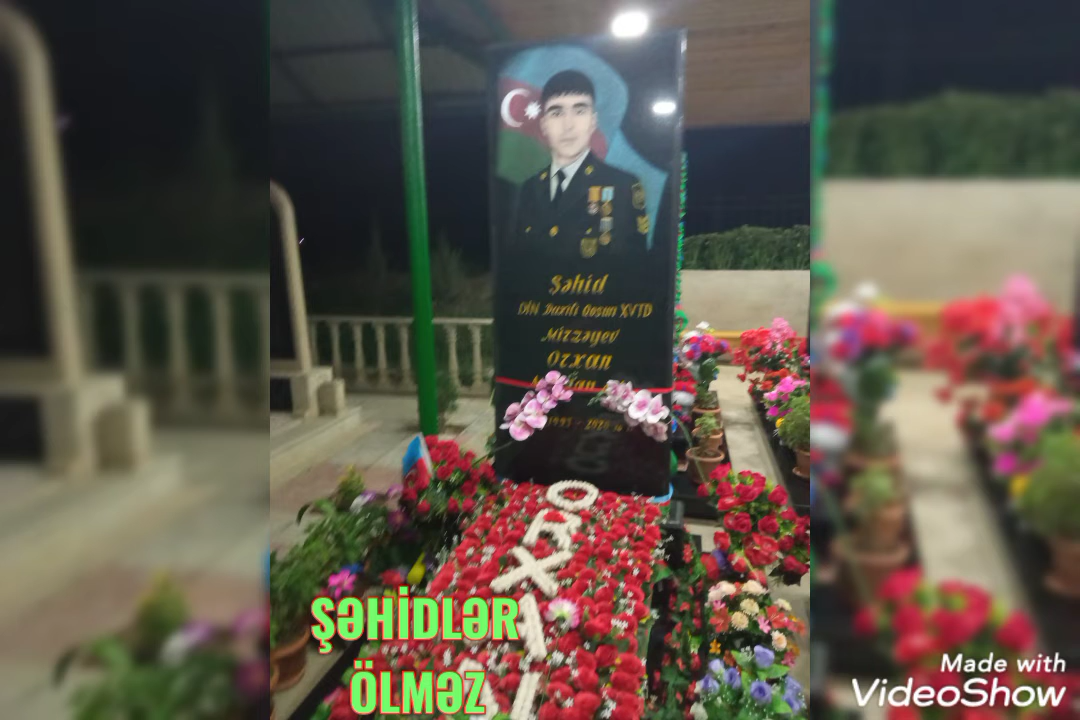 Şəhid
DİN Daxili Qoşun XVTD
Mirzəyev
Orxan
ŞƏHİDLƏR
ÖLMƏZ
Made with
VideoShow